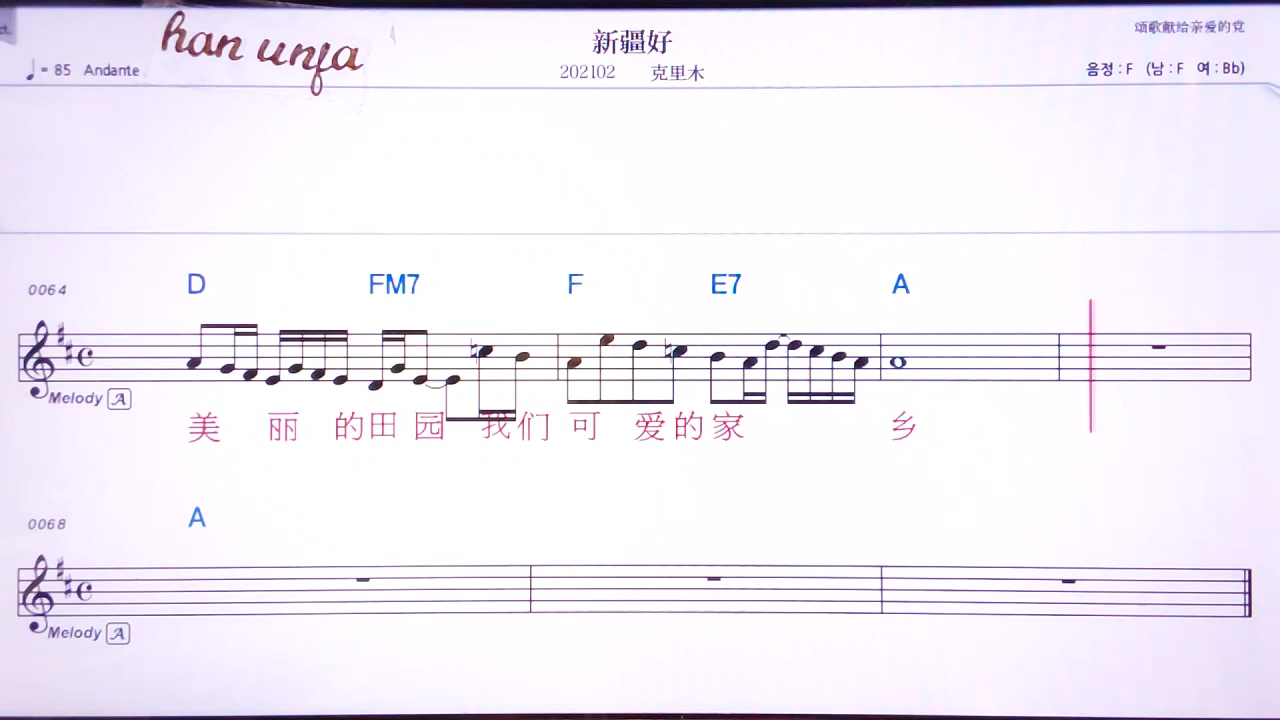 han unfa
新疆好
颂歌献给亲爱的党
= 85 Andante
202102 克里木
음정 : F (남 : F 여 : Bb)
D FM7 F E7 A
0064
Melody A
美 丽 的田 园 我们 可 爱的家 乡
A
0068
Melody A